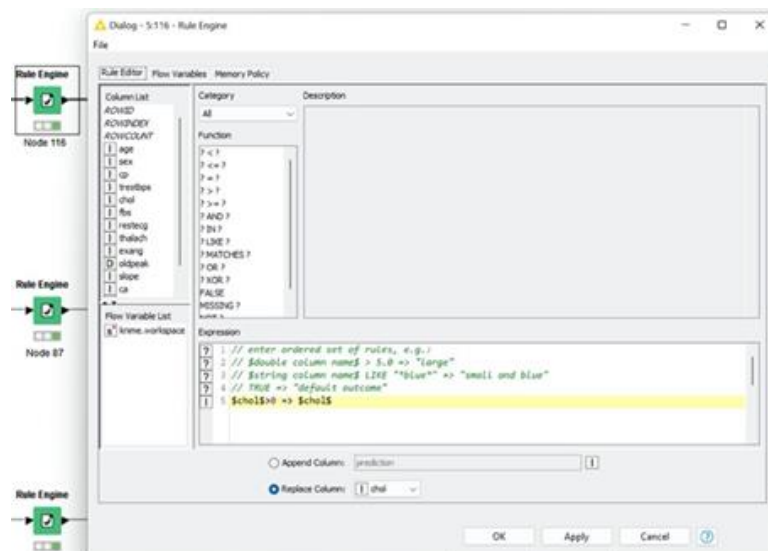 Dialog - 5:116 - Rule Engine
File
Rule Editor Flow Variables Memory Policy
Rule Engine
Node 116
Rule Engine
Node 87
Rule Engine
Column List
ROWID
ROWINDEX
ROWCOUNT
I age
I sex
I cp
I trestbps
I chol
I fbs
I restecg
I thalach
I exang
D oldpeak
I slope
I ca
Flow Variable List
s knime.workspace
Category
All
Function
? < ?
? <= ?
? = ?
? > ?
? >= ?
? AND ?
? IN ?
? LIKE ?
? MATCHES ?
? OR ?
? XOR ?
FALSE
MISSING ?
Description
Expression
? 1 // enter ordered set of rules, e.g.:
? 2 // $double column name$ > 5.0 => "large"
? 3 // $string column name$ LIKE "*blue*" => "small and blue"
? 4 // TRUE => "default outcome"
I 5 $chol$>0 => $chol$
Append Column: prediction I
Replace Column: I chol
OK Apply Cancel ?